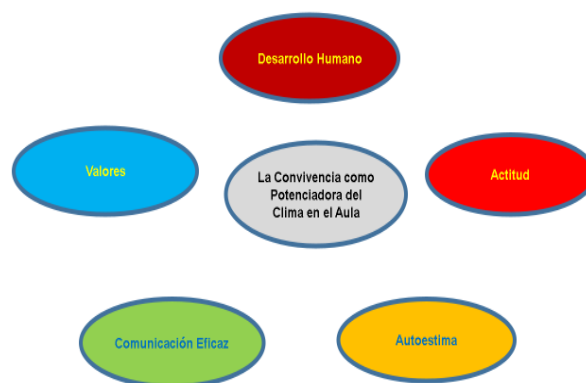 Desarrollo Humano
Valores
La Convivencia como
Potenciadora del
Clima en el Aula
Actitud
Comunicación Eficaz
Autoestima